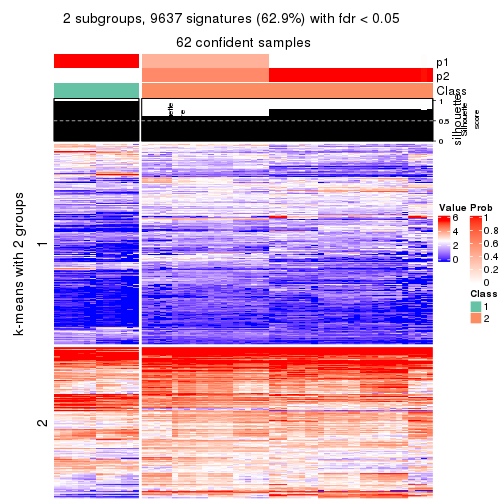 2 subgroups, 9637 signatures (62.9%) with fdr < 0.05
62 confident samples
p1
p2
Class
1
0.5
0
silhouette
Silhouette
score
k-means with 2 groups
1
2
Value
6
4
2
0
Prob
1
0.8
0.6
0.4
0.2
0
Class
1
2